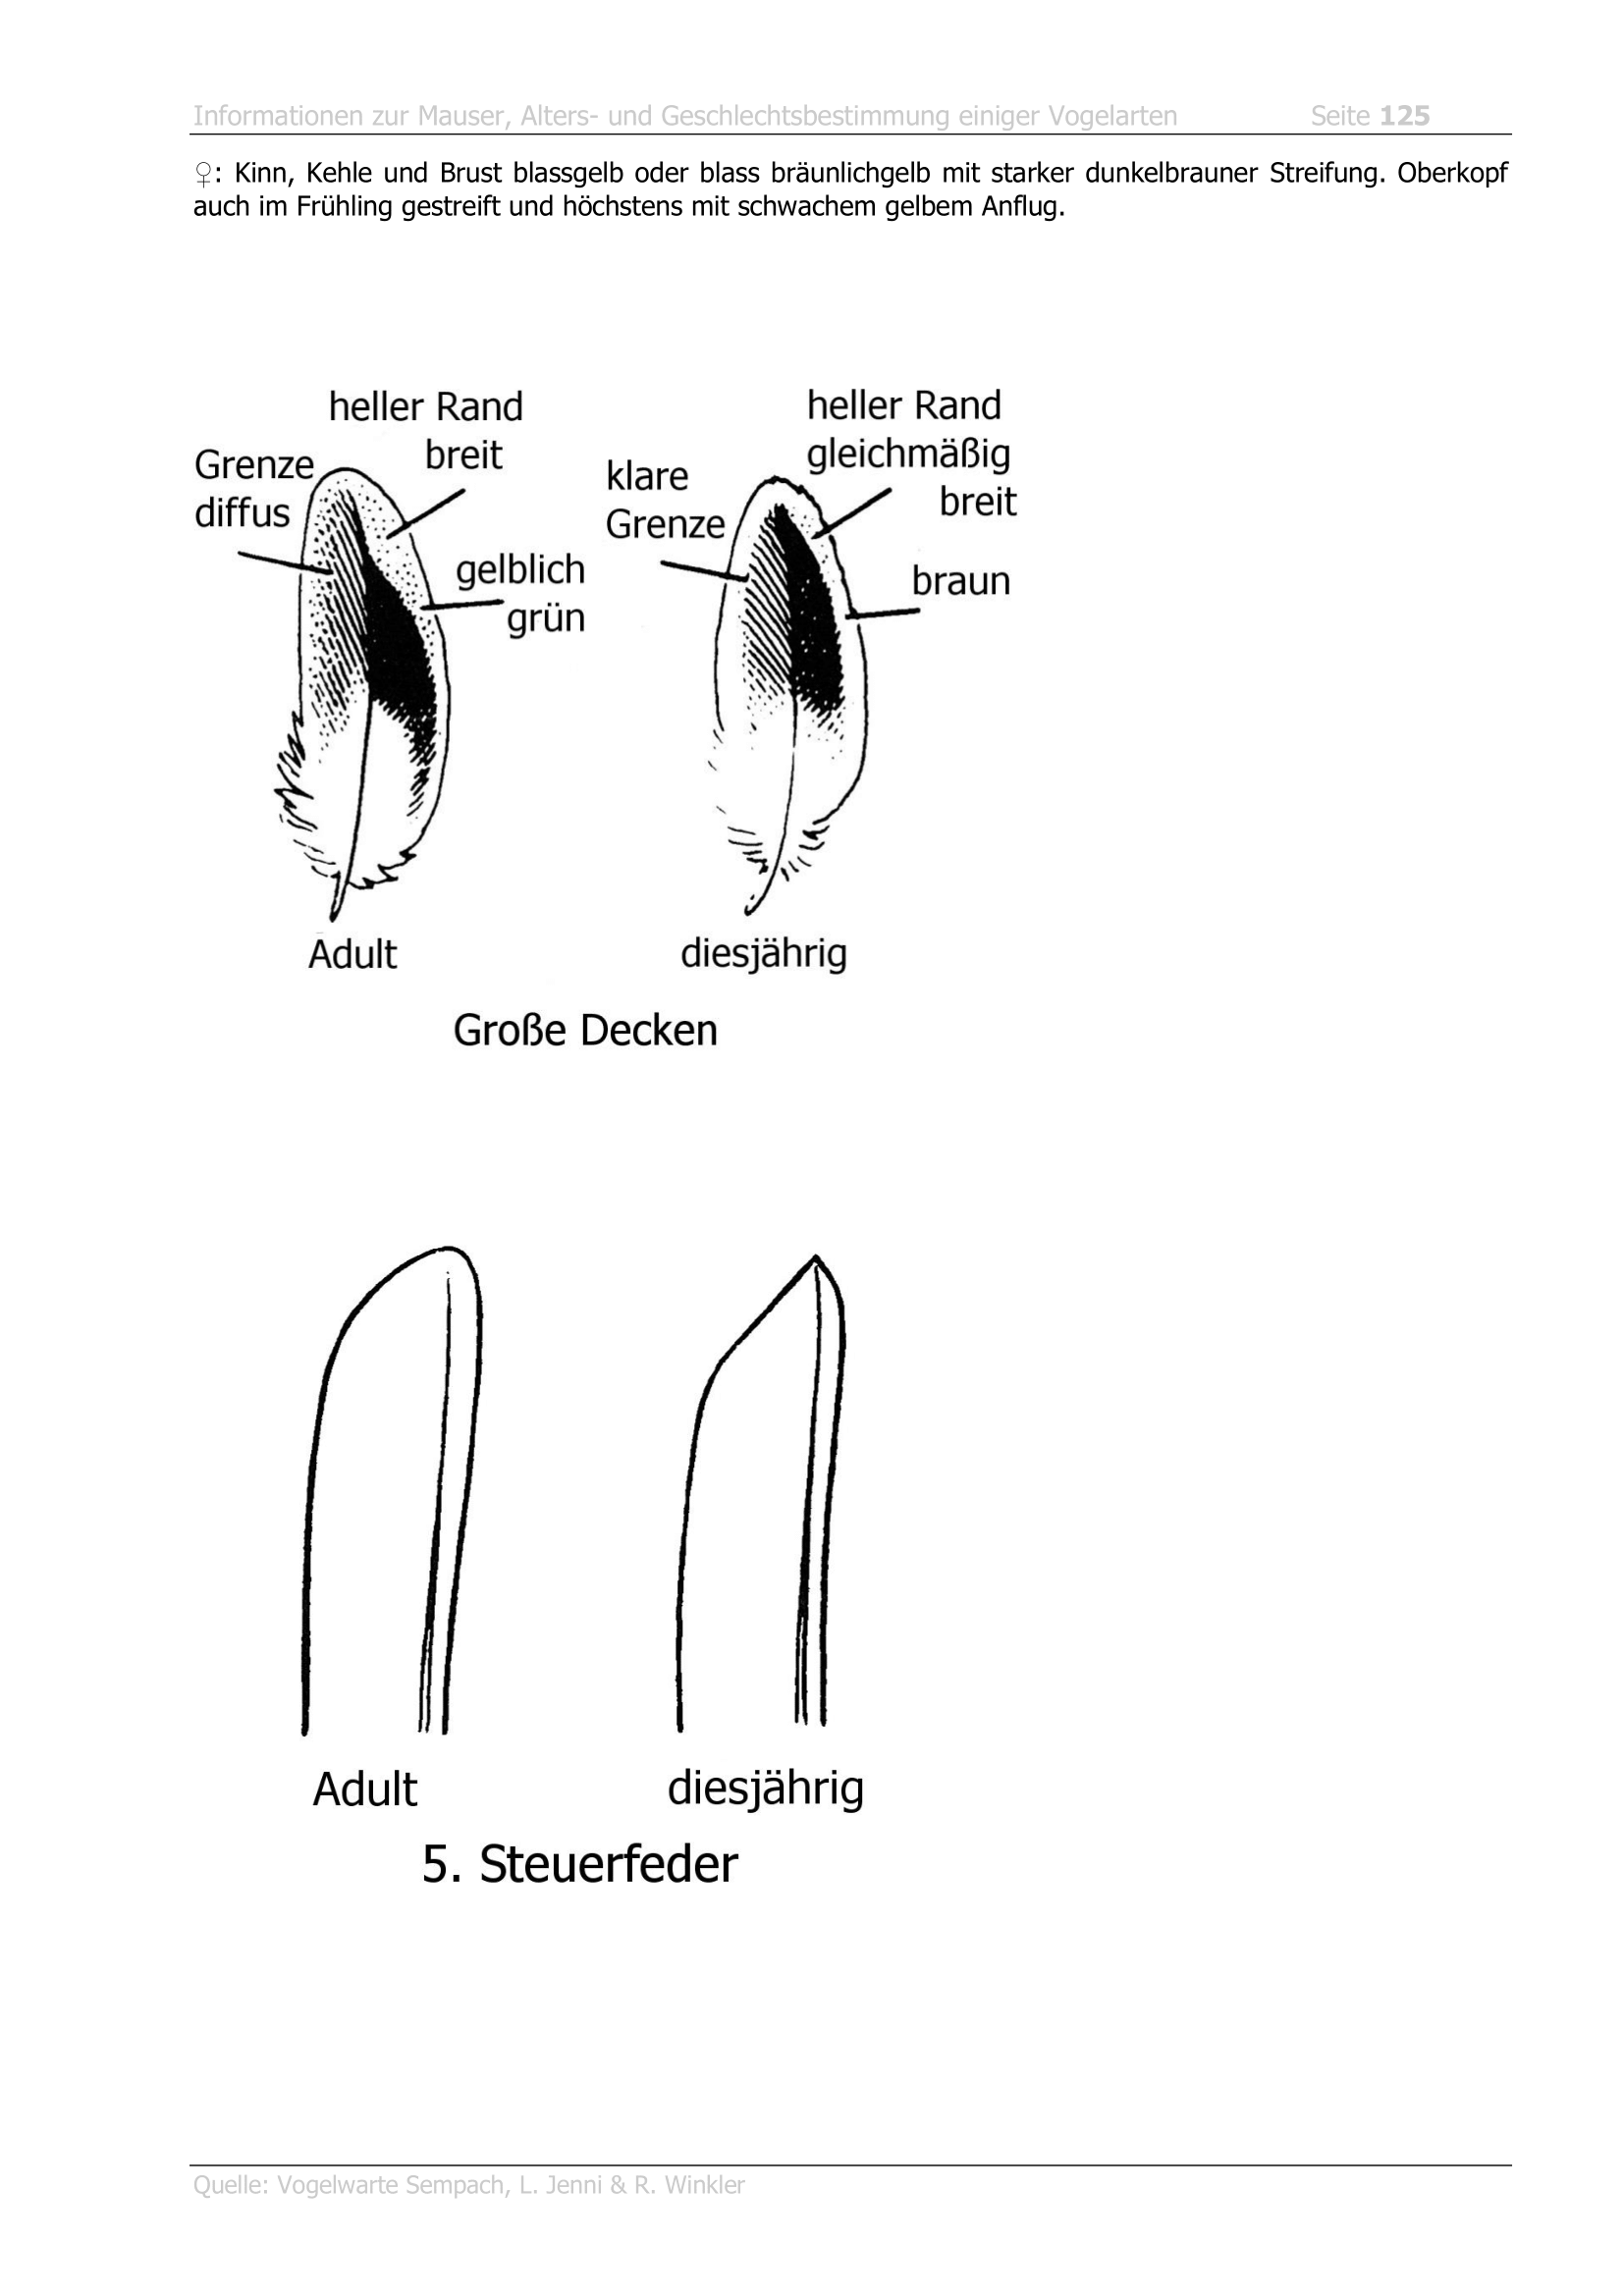 Informationen zur Mauser, Alters- und Geschlechtsbestimmung einiger Vogelarten Seite 125
♀: Kinn, Kehle und Brust blassgelb oder blass bräunlichgelb mit starker dunkelbrauner Streifung. Oberkopf
auch im Frühling gestreift und höchstens mit schwachem gelbem Anflug.
heller Rand
breit
Grenze
diffus
gelblich
grün
heller Rand
gleichmäßig
breit
klare
Grenze
braun
Adult
diesjährig
Große Decken
Adult
diesjährig
5. Steuerfeder
Quelle: Vogelwarte Sempach, L. Jenni & R. Winkler